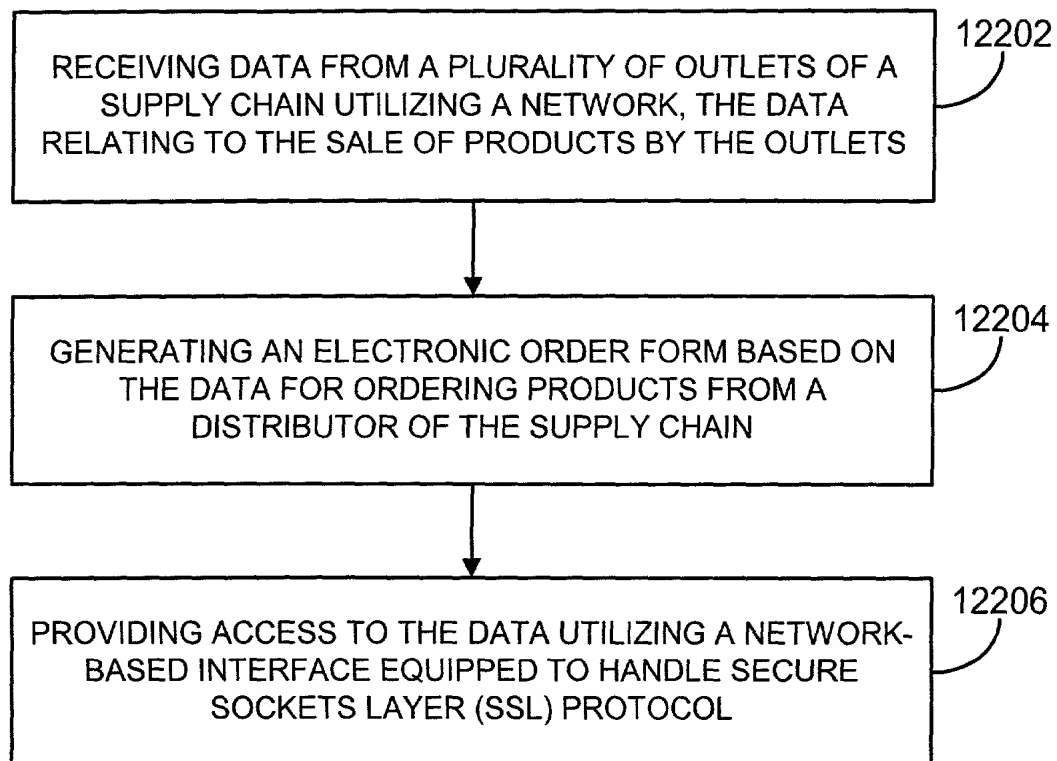 12202
RECEIVING DATA FROM A PLURALITY OF OUTLETS OF A
SUPPLY CHAIN UTILIZING A NETWORK, THE DATA
RELATING TO THE SALE OF PRODUCTS BY THE OUTLETS
12204
GENERATING AN ELECTRONIC ORDER FORM BASED ON
THE DATA FOR ORDERING PRODUCTS FROM A
DISTRIBUTOR OF THE SUPPLY CHAIN
12206
PROVIDING ACCESS TO THE DATA UTILIZING A NETWORK-
BASED INTERFACE EQUIPPED TO HANDLE SECURE
SOCKETS LAYER (SSL) PROTOCOL